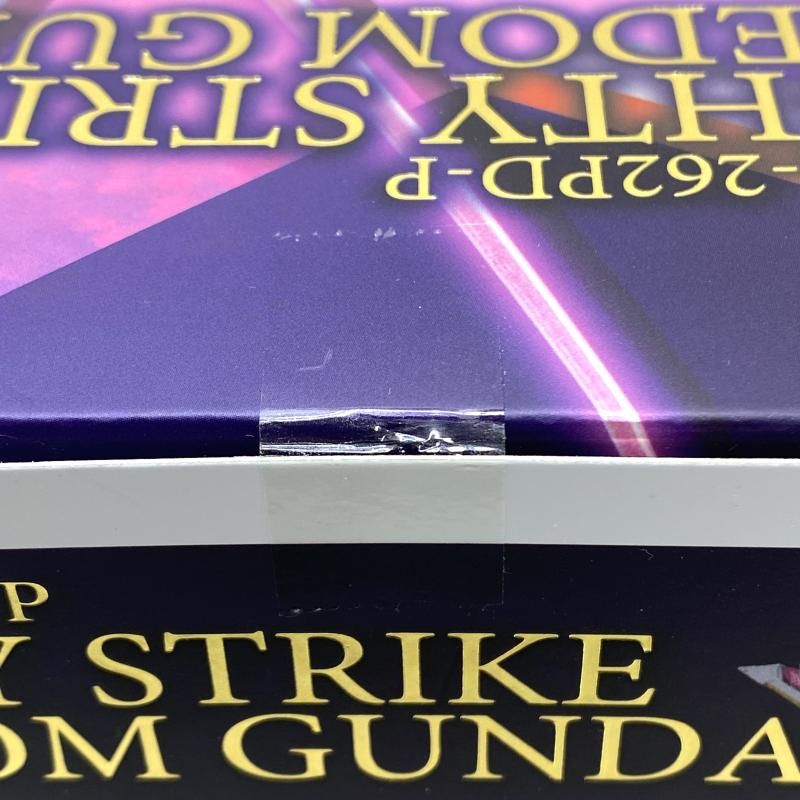 -262PD-P
HTY STRI
EDOM GU
P
Y STRIKE
OM GUNDA